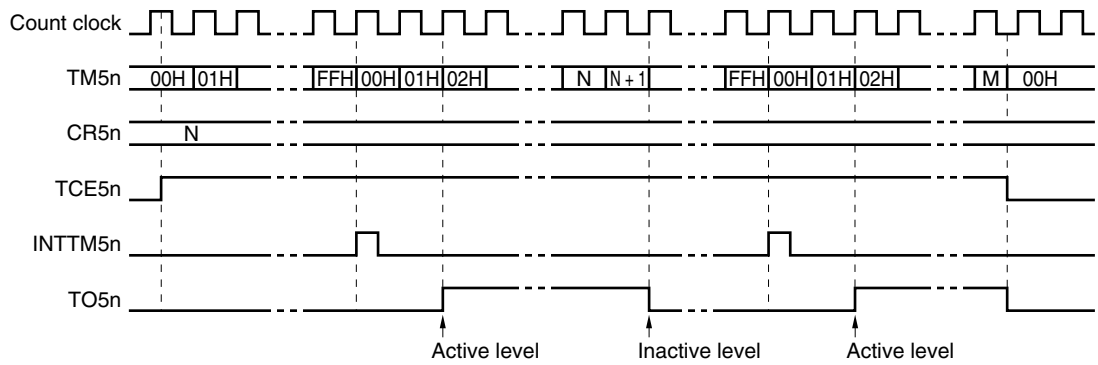 Count clock
TM5n 00H 01H FFH 00H 01H 02H N N + 1 FFH 00H 01H 02H M 00H
CR5n N
TCE5n
INTTM5n
TO5n
Active level Inactive level Active level